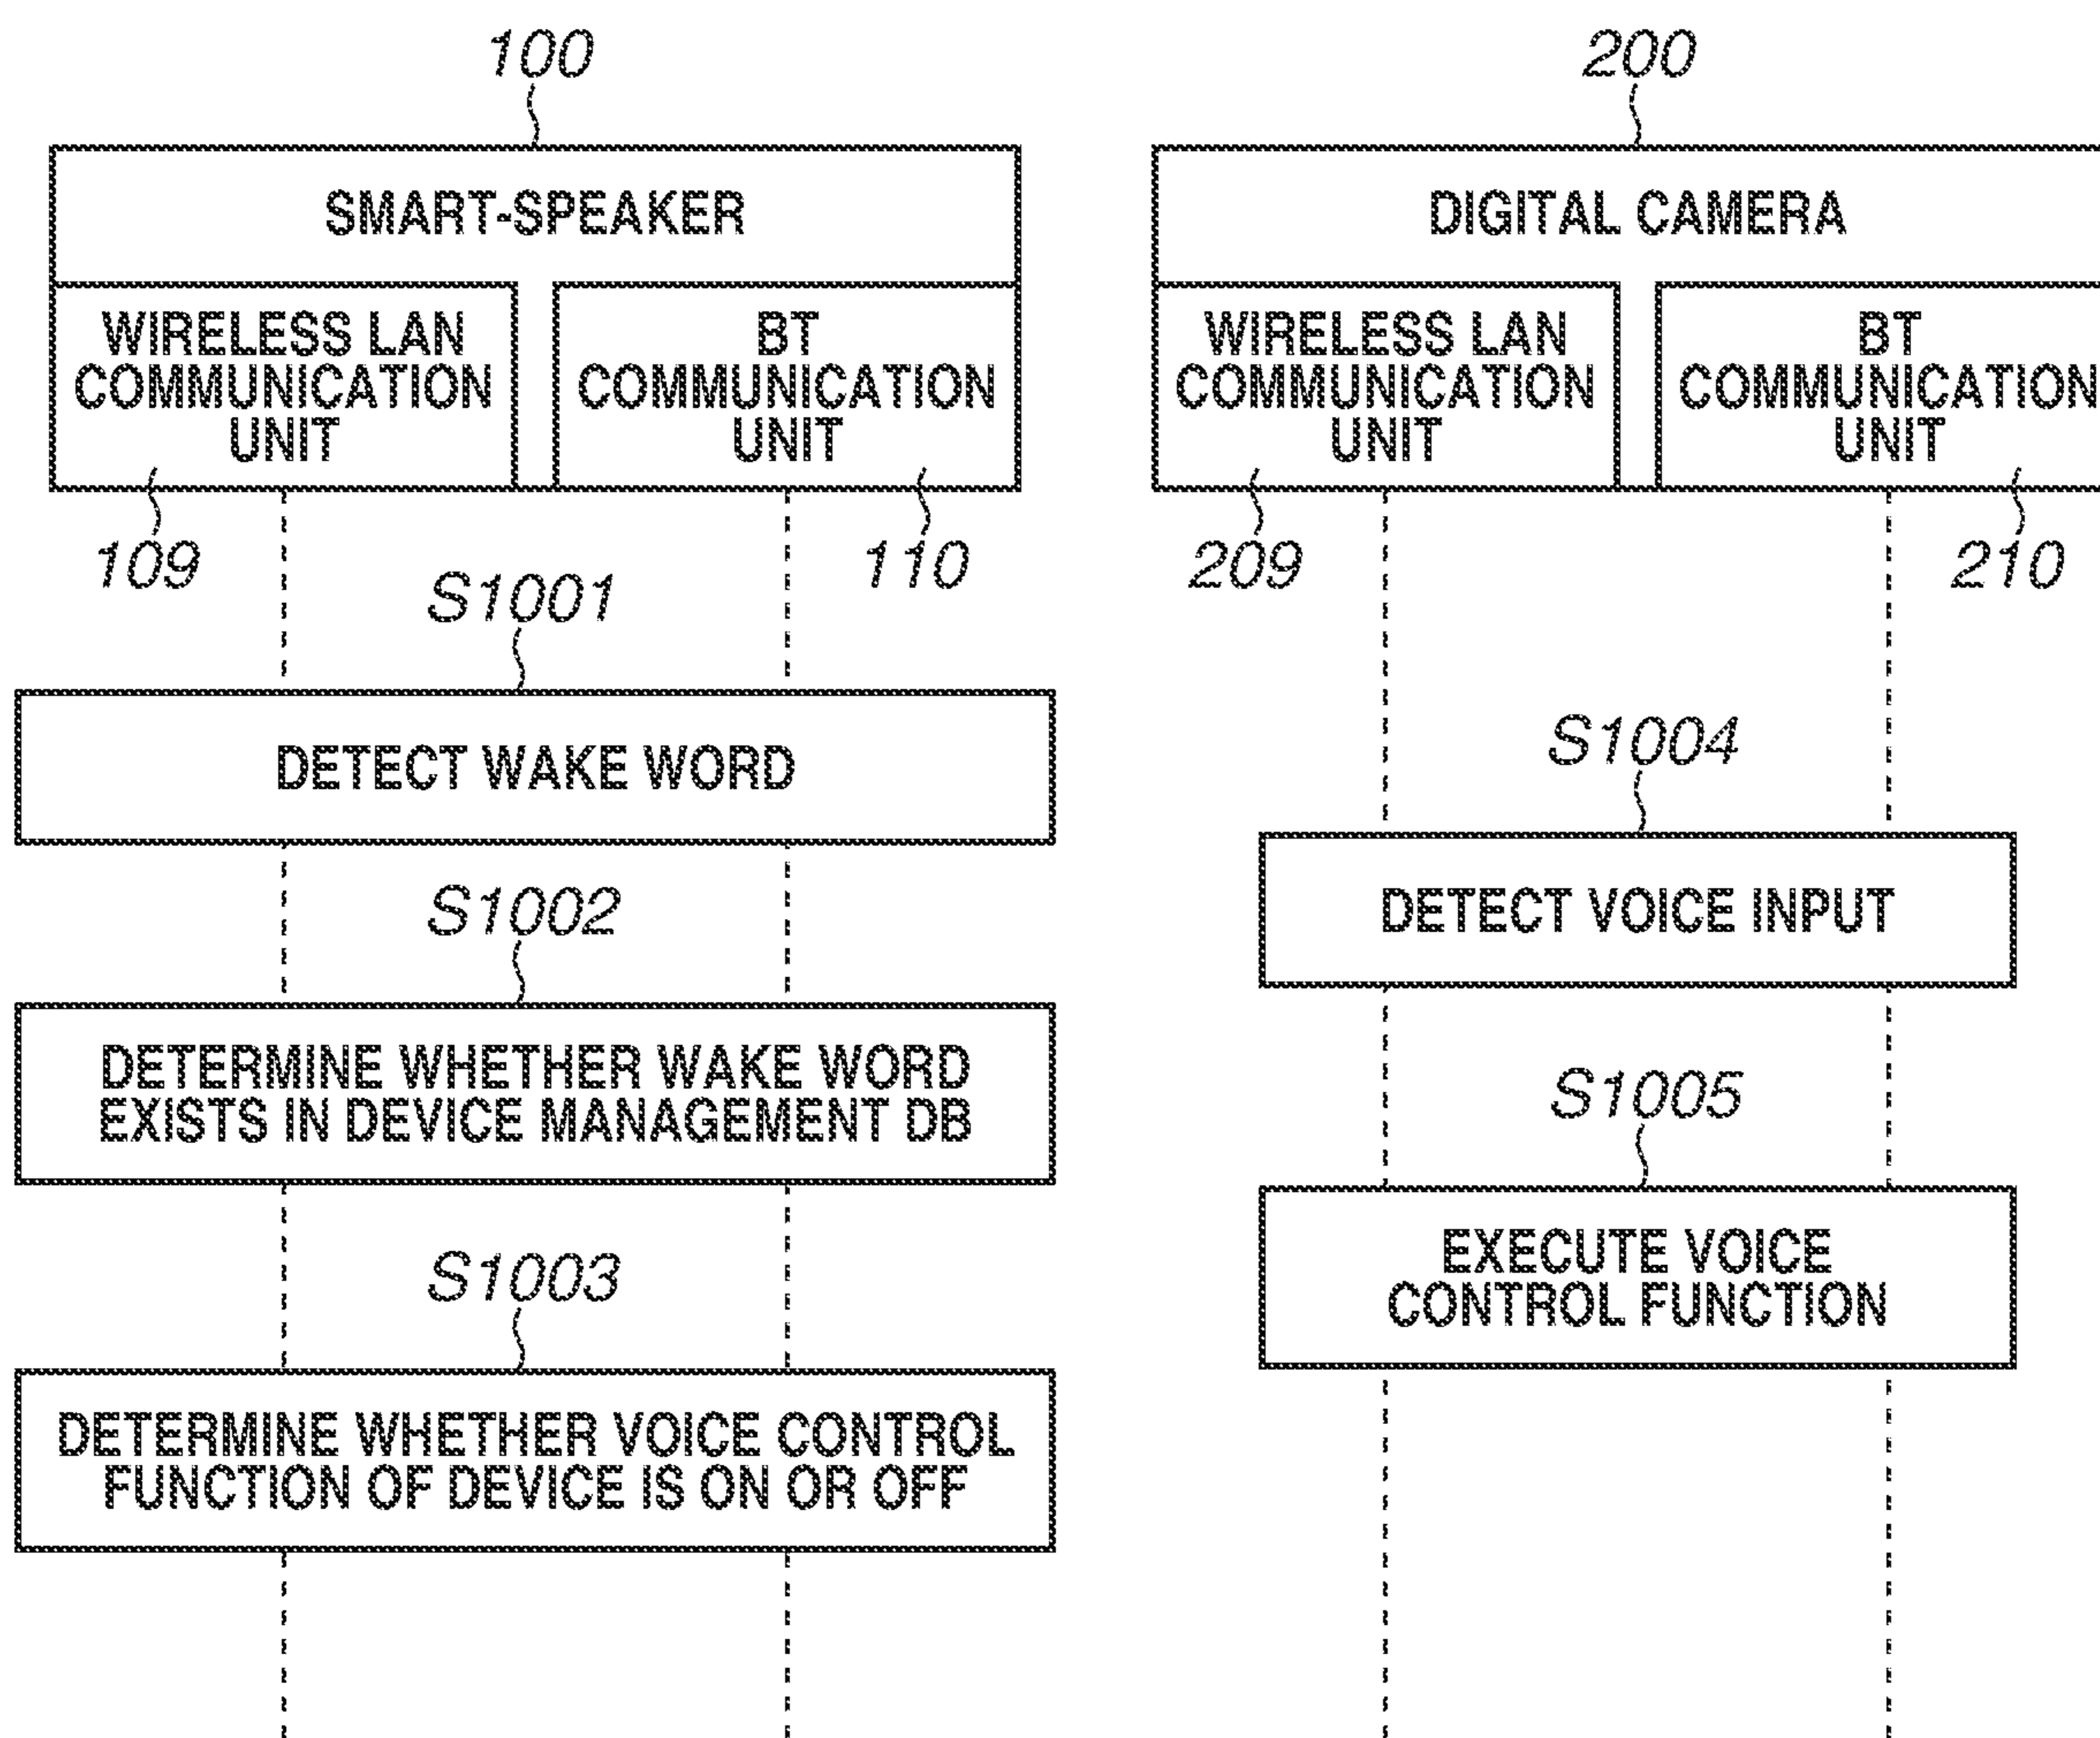 100
200
SMART-SPEAKER
DIGITAL CAMERA
WIRELESS LAN
COMMUNICATION
UNIT
BT
COMMUNICATION
UNIT
WIRELESS LAN
COMMUNICATION
UNIT
BT
COMMUNICATION
UNIT
109
110
209
210
S1001
DETECT WAKE WORD
S1002
DETERMINE WHETHER WAKE WORD
EXISTS IN DEVICE MANAGEMENT DB
S1003
DETERMINE WHETHER VOICE CONTROL
FUNCTION OF DEVICE IS ON OR OFF
S1004
DETECT VOICE INPUT
S1005
EXECUTE VOICE
CONTROL FUNCTION